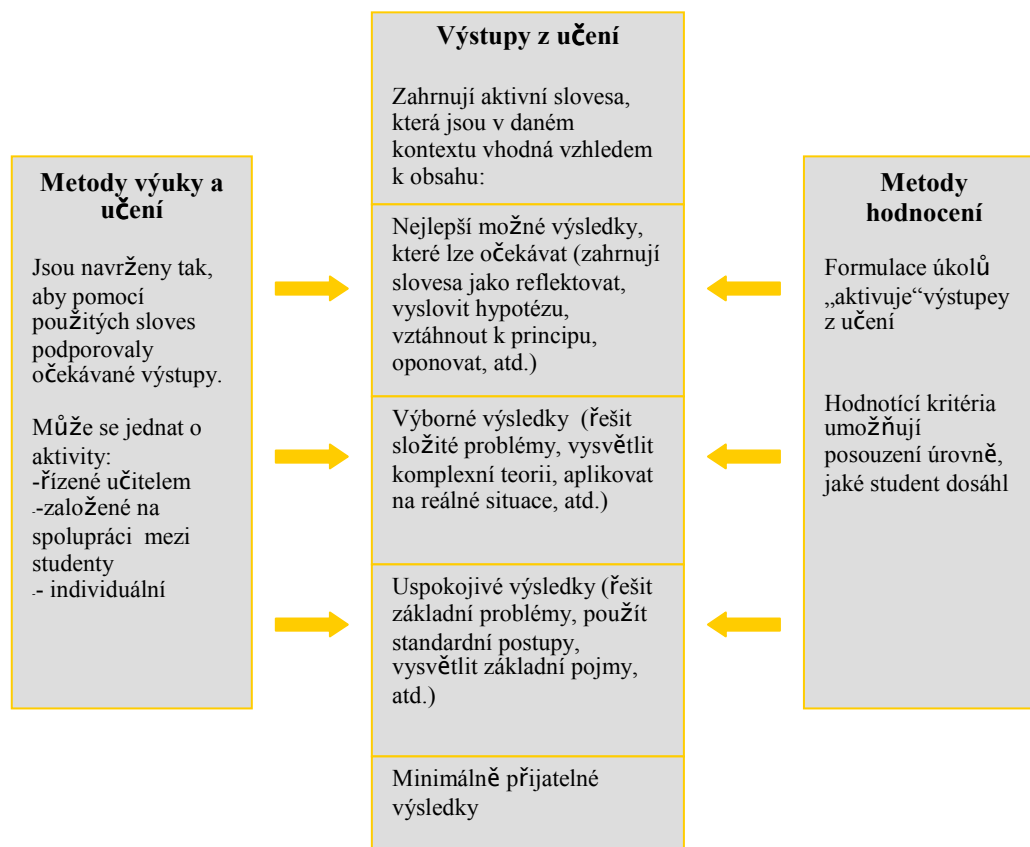 Metody výuky a
učení
Jsou navrženy tak,
aby pomocí
použitých sloves
podporovaly
očekávané výstupy.
Může se jednat o
aktivity:
-řízené učitelem
-založené na
spolupráci mezi
studenty
- individuální
Výstupy z učení
Zahrnují aktivní slovesa,
která jsou v daném
kontextu vhodná vzhledem
k obsahu:
Nejlepší možné výsledky,
které lze očekávat (zahrnují
slovesa jako reflektovat,
vyslovit hypotézu,
vztáhnout k principu,
oponovat, atd.)
Výborné výsledky (řešit
složité problémy, vysvětlit
komplexní teorii, aplikovat
na reálné situace, atd.)
Uspokojivé výsledky (řešit
základní problémy, použít
standardní postupy,
vysvětlit základní pojmy,
atd.)
Minimálně přijatelné
výsledky
Metody
hodnocení
Formulace úkolů
„aktivuje“výstupey
z učení
Hodnotící kritéria
umožňují
posouzení úrovně,
jaké student dosáhl